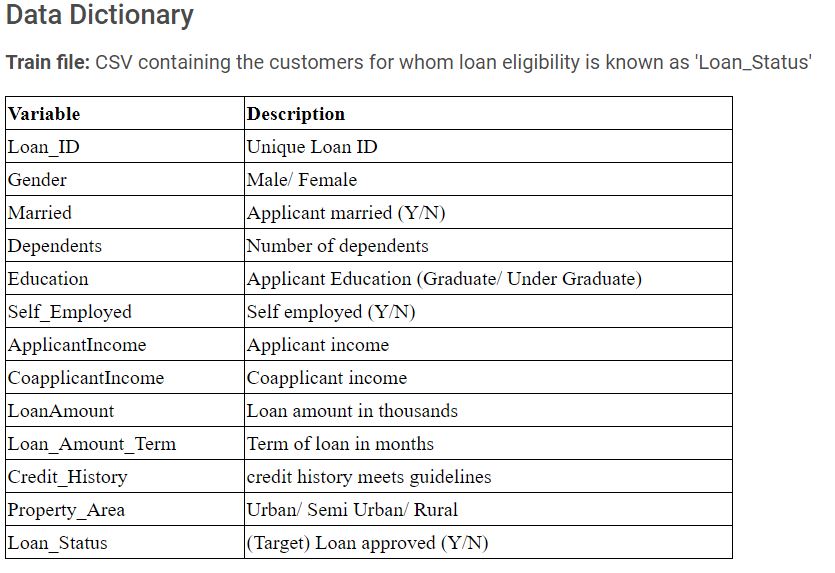 Data Dictionary
Train file: CSV containing the customers for whom loan eligibility is known as 'Loan_Status'
Variable Description
Loan_ID Unique Loan ID
Gender Male/ Female
Married Applicant married (Y/N)
Dependents Number of dependents
Education Applicant Education (Graduate/ Under Graduate)
Self_Employed Self employed (Y/N)
ApplicantIncome Applicant income
CoapplicantIncome Coapplicant income
LoanAmount Loan amount in thousands
Loan_Amount_Term Term of loan in months
Credit_History credit history meets guidelines
Property_Area Urban/ Semi Urban/ Rural
Loan_Status (Target) Loan approved (Y/N)